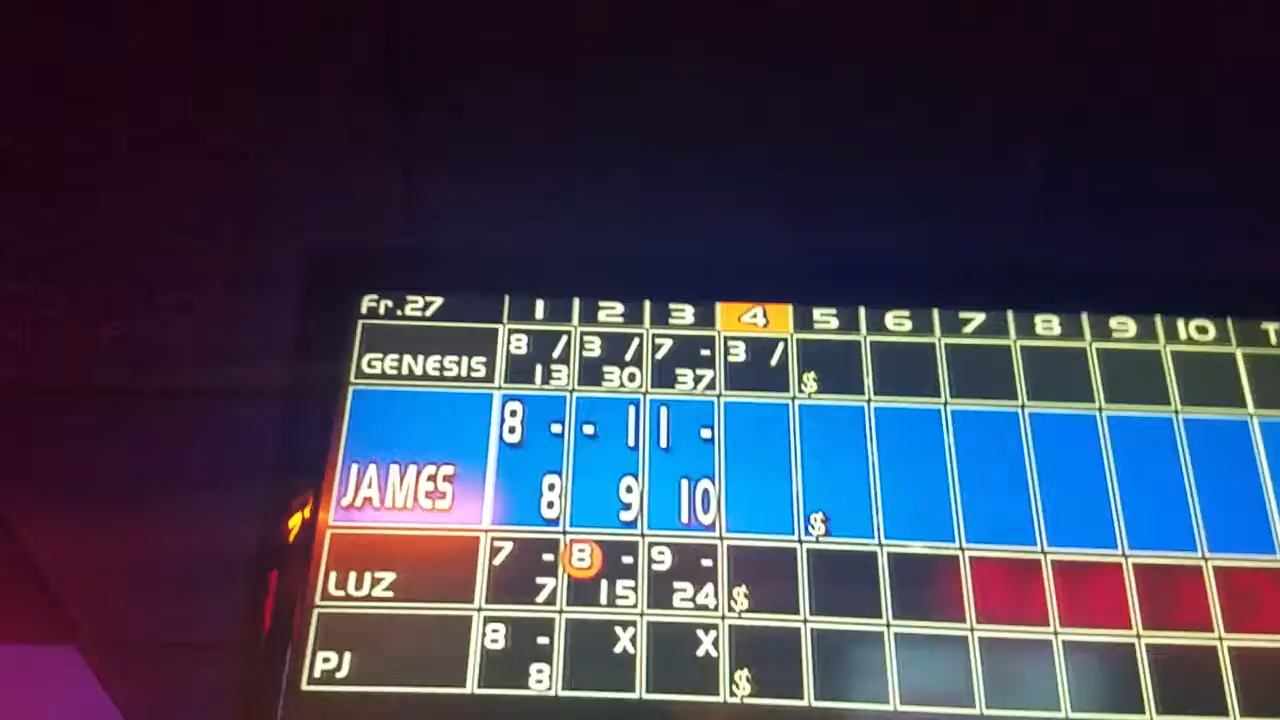 Fr.27 1 2 3 4 5 6 7 8 9 10
GENESIS 8 / 3 / 7 - 3 /
13 30 37 $
JAMES 8 - - 1 1 -
8 9 10 $
LUZ 7 - 8 - 9 -
7 15 24 $
PJ 8 - X X
8 $